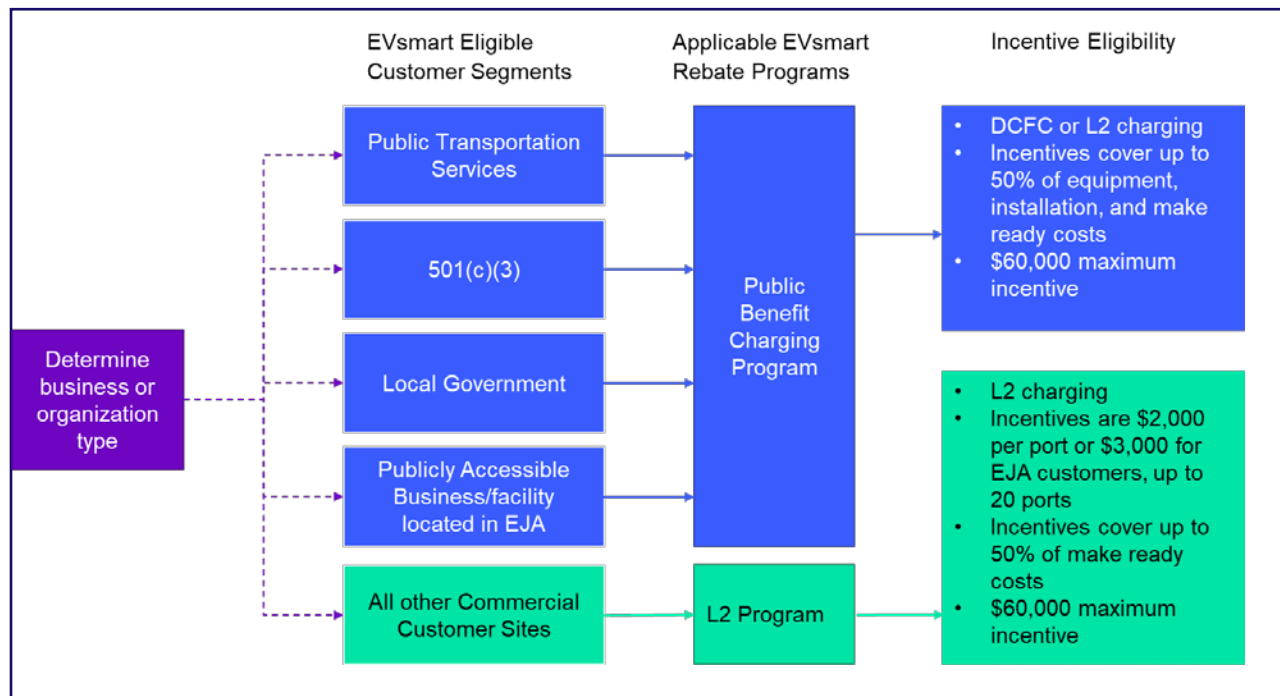 EVsmart Eligible
Customer Segments
Applicable EVsmart
Rebate Programs
Incentive Eligibility
Determine
business or
organization
type
Public Transportation
Services
501(c)(3)
Local Government
Publicly Accessible
Business/facility
located in EJA
All other Commercial
Customer Sites
Public
Benefit
Charging
Program
L2 Program
• DCFC or L2 charging
• Incentives cover up to
50% of equipment,
installation, and make
ready costs
• $60,000 maximum
incentive
• L2 charging
• Incentives are $2,000
per port or $3,000 for
EJA customers, up to
20 ports
• Incentives cover up to
50% of make ready
costs
• $60,000 maximum
incentive